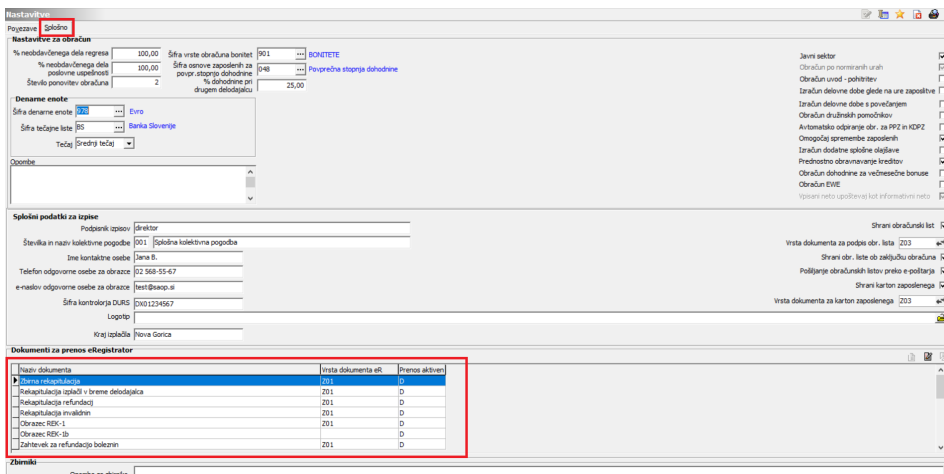 Nastavitve
Povezave Splošno
Nastavitve za obračun
% neobdavčenega dela regresa 100,00 Šifra vrste obračuna bonitet 901 ... BONITETE
% neobdavčenega dela poslovne uspešnosti 100,00 Šifra osnove zaposlenih za povpr.stopnjo dohodnine 048 ... Povprečna stopnja dohodnine
Število ponovitev obračuna 2 % dohodnine pri drugem delodajalcu 25,00
Denarne enote
Šifra denarne enote 978 ... Evro
Šifra tečajne liste BS ... Banka Slovenije
Tečaj Srednji tečaj
Opombe
Javni sektor
Obračun po normiranih urah
Obračun uvod - pohitritev
Izračun delovne dobe glede na ure zaposlitve
Izračun delovne dobe s povečanjem
Obračun družinskih pomočnikov
Avtomatsko odpiranje obr. za PPZ in KDPZ
Omogočaj spremembe zaposlenih
Izračun dodatne splošne olajšave
Prednostno obravnavanje kreditov
Obračun dohodnine za večmesečne bonuse
Obračun EWE
Vpisani neto upoštevaj kot informativni neto
Splošni podatki za izpise
Podpisnik izpisov direktor
Številka in naziv kolektivne pogodbe 001 Splošna kolektivna pogodba
Ime kontaktne osebe Jana B.
Telefon odgovorne osebe za obrazce 02 568-55-67
e-naslov odgovorne osebe za obrazce test@saop.si
Šifra kontrolorja DURS DX01234567
Logotip
Kraj izplačila Nova Gorica
Shrani obračunski list
Vrsta dokumenta za podpis obr. lista Z03
Shrani obr. liste ob zaključku obračuna
Pošiljanje obračunskih listov preko e-poštarja
Shrani karton zaposlenega
Vrsta dokumenta za karton zaposlenega Z03
Dokumenti za prenos eRegistrator
Naziv dokumenta Vrsta dokumenta eR Prenos aktiven
Zbirna rekapitulacija Z01 D
Rekapitulacija izplačil v breme delodajalca Z01 D
Rekapitulacija refundacij Z01 D
Rekapitulacija invalidnin Z01 D
Obrazec REK-1 Z01 D
Obrazec REK-1b D
Zahtevek za refundacijo boleznin Z01 D
Zbirniki